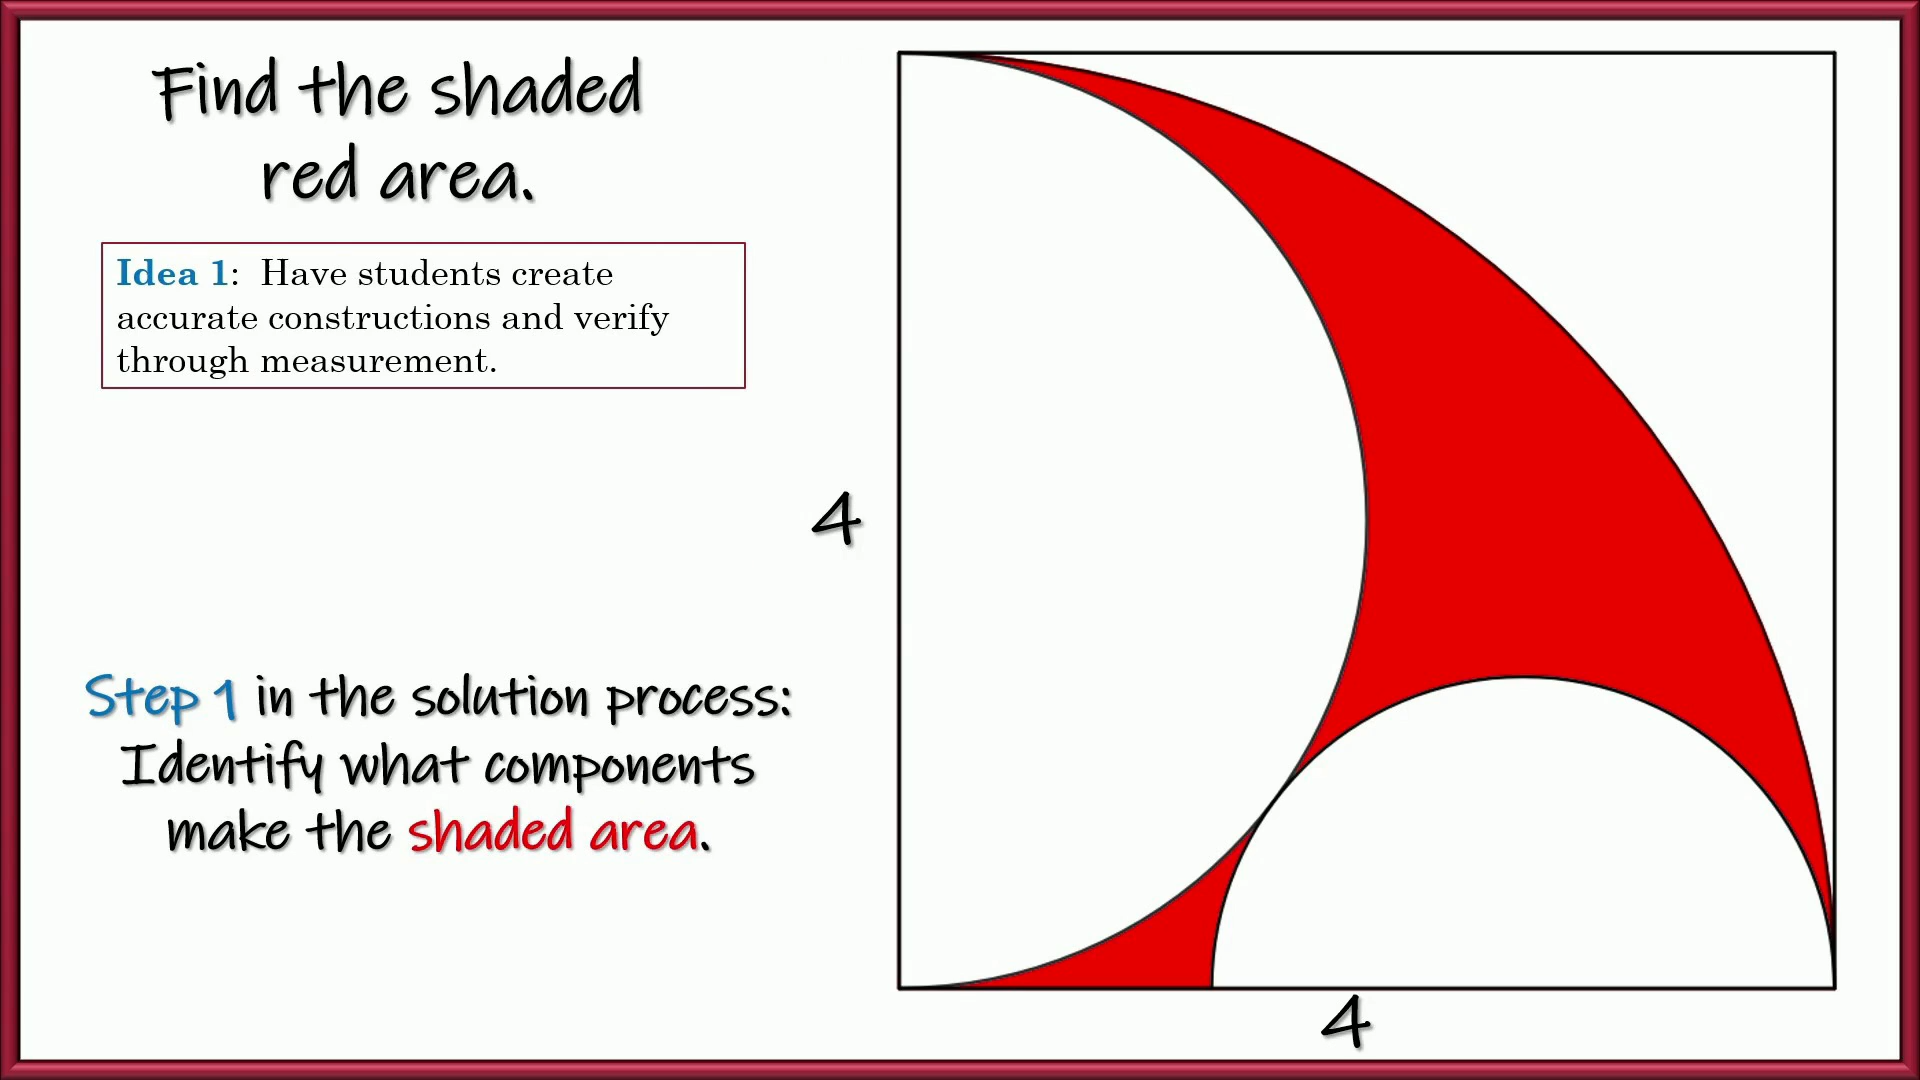 Find the shaded
red area.
Idea 1: Have students create
accurate constructions and verify
through measurement.
4
Step 1 in the solution process:
Identify what components
make the shaded area.
4